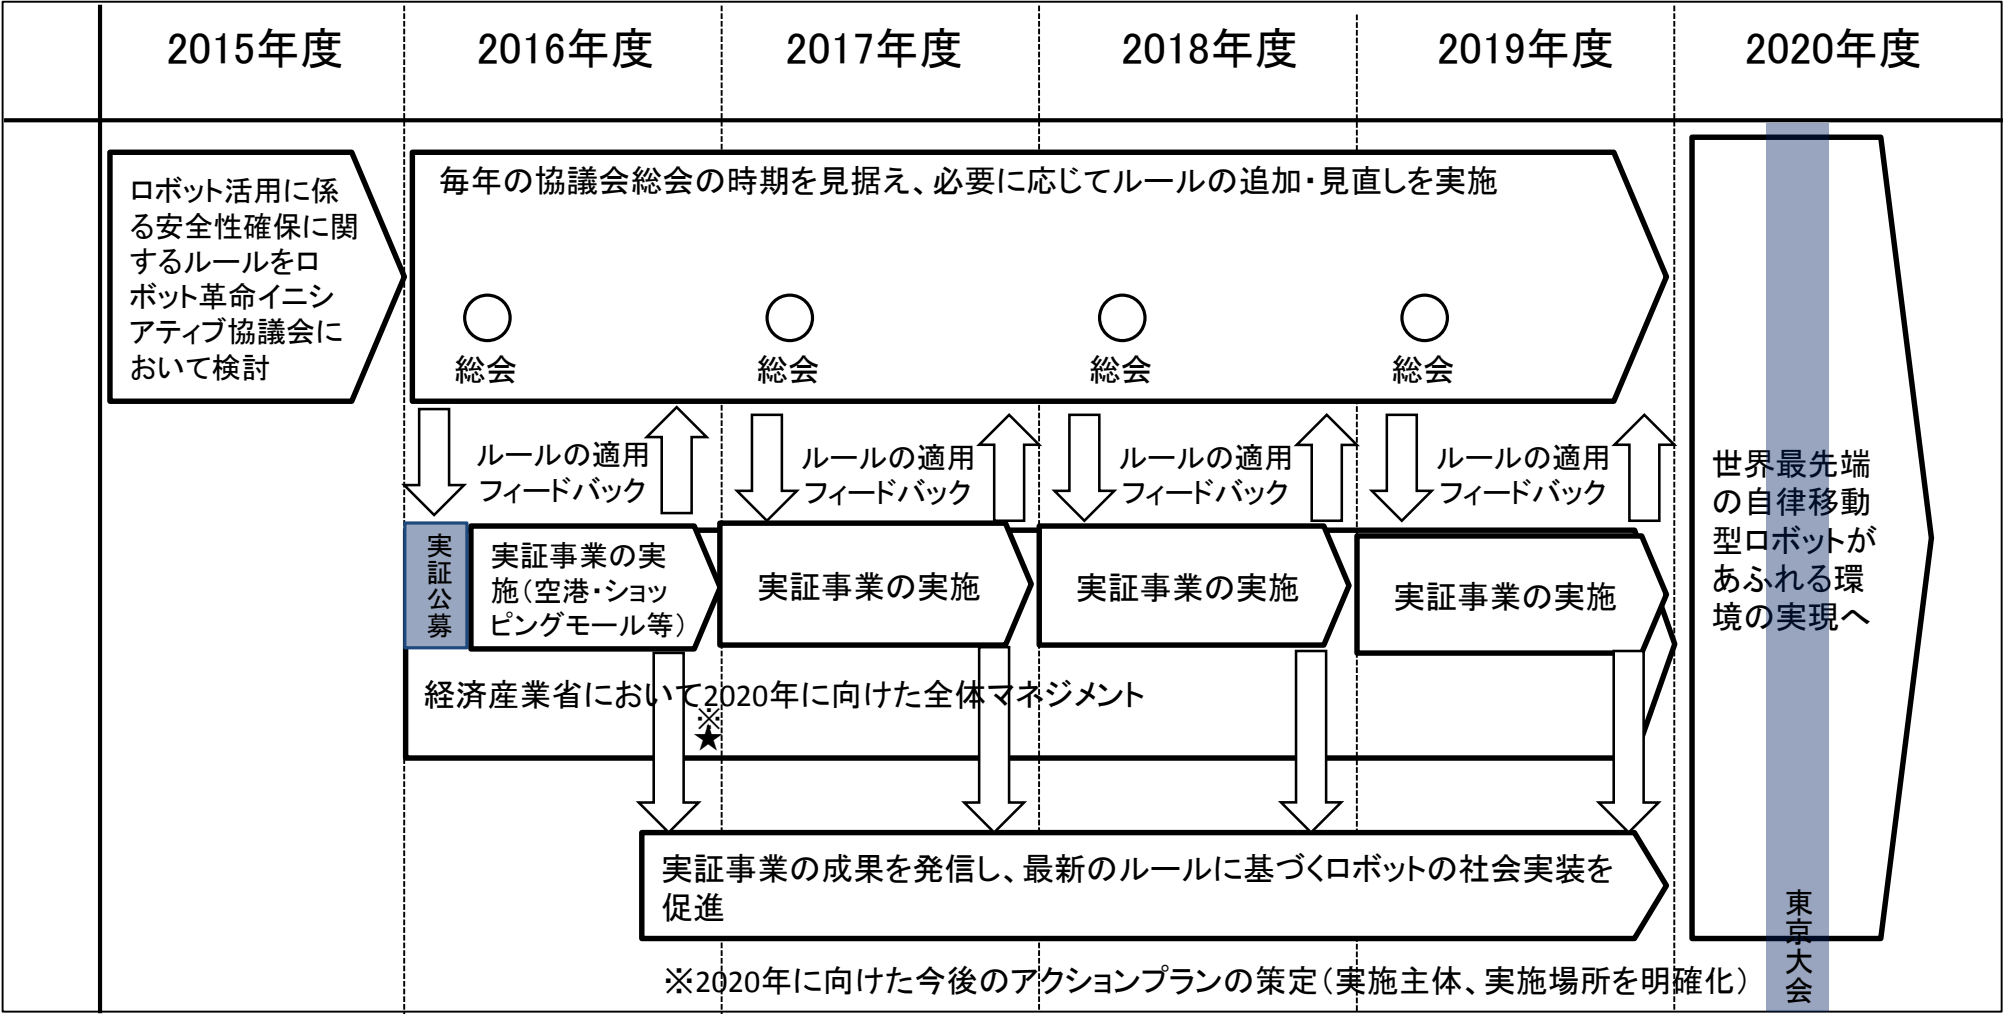 2015年度
2016年度
2017年度
2018年度
2019年度
2020年度
ロボット活用に係
る安全性確保に関
するルールをロ
ボット革命イニシ
アティブ協議会に
おいて検討
毎年の協議会総会の時期を見据え、必要に応じてルールの追加・見直しを実施
総会
総会
総会
総会
ルールの適用
フィードバック
ルールの適用
フィードバック
ルールの適用
フィードバック
ルールの適用
フィードバック
実証公募
実証事業の実
施（空港・ショッ
ピングモール等）
実証事業の実施
実証事業の実施
実証事業の実施
経済産業省において2020年に向けた全体マネジメント
※
★
実証事業の成果を発信し、最新のルールに基づくロボットの社会実装を
促進
世界最先端
の自律移動
型ロボットが
あふれる環
境の実現へ
東京大会
※2020年に向けた今後のアクションプランの策定（実施主体、実施場所を明確化）